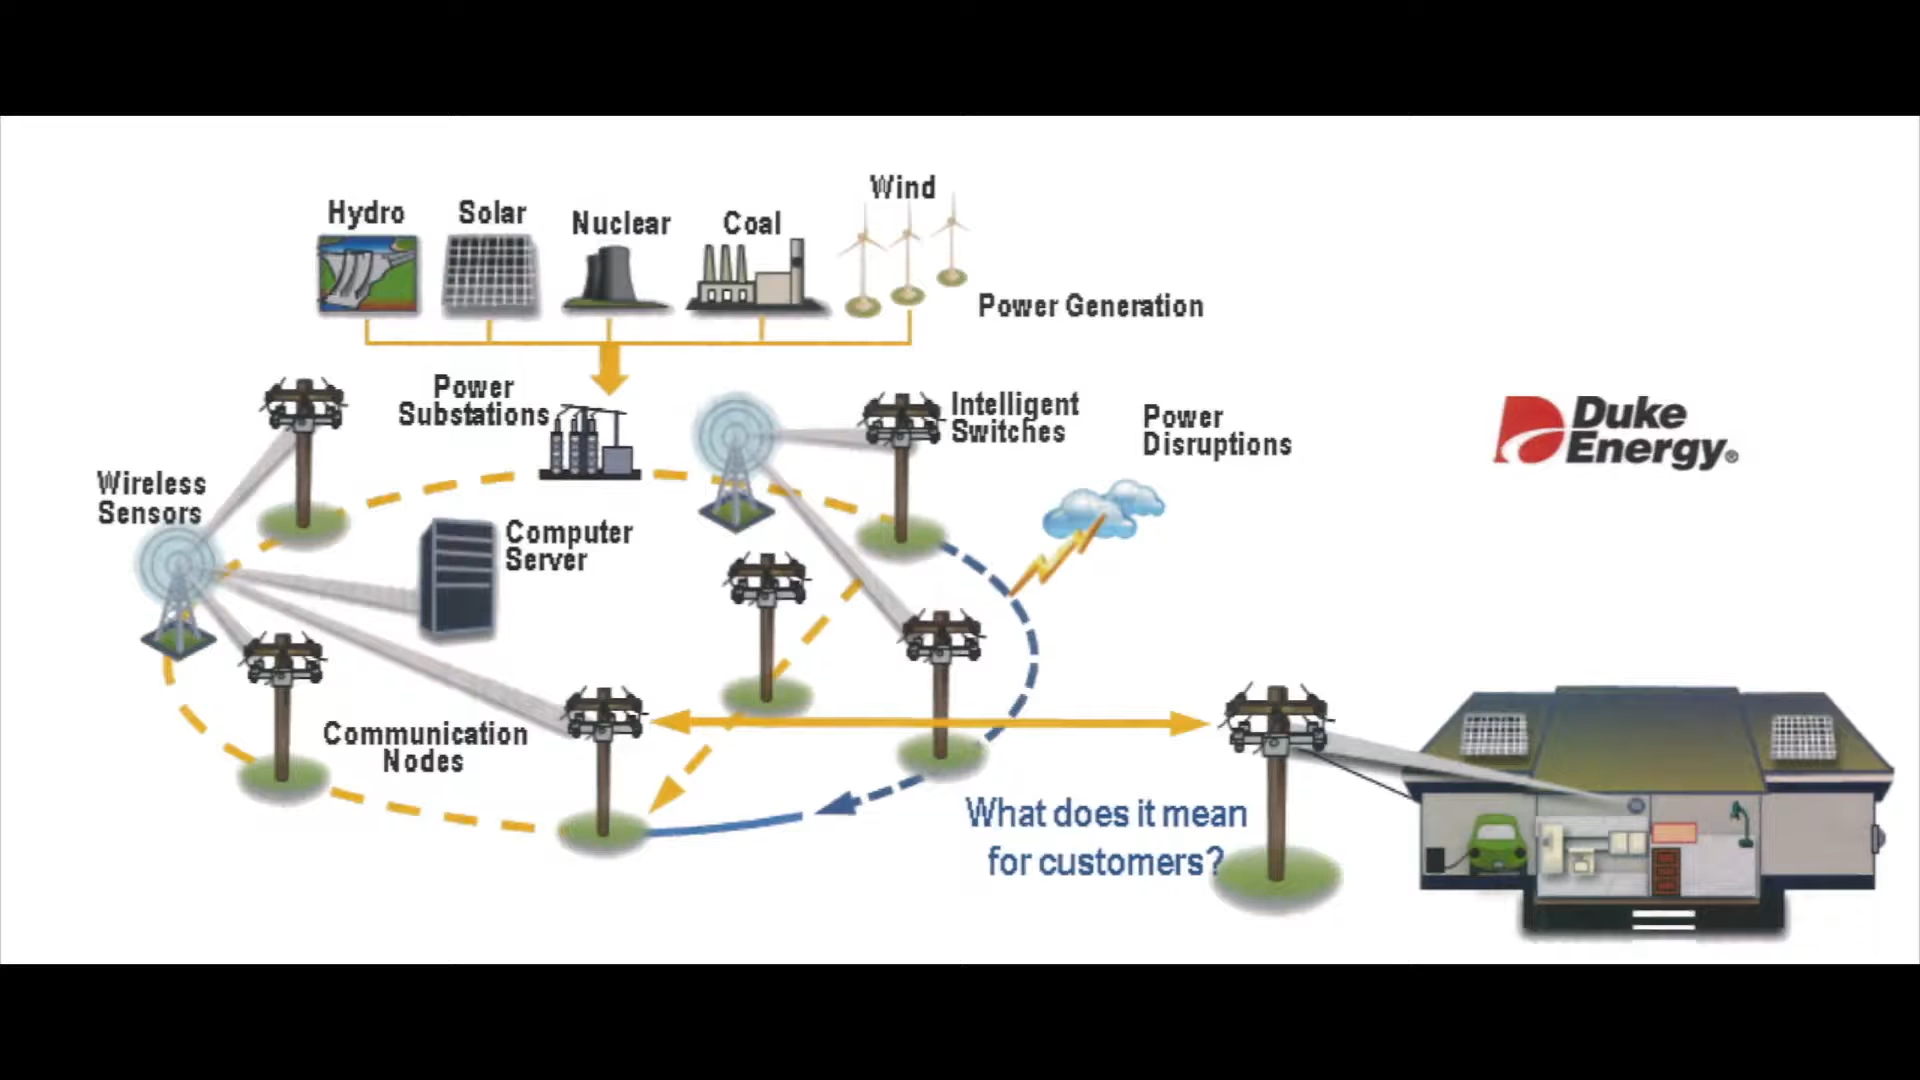 Wind
Hydro
Solar
Nuclear
Coal
Power Generation
Power
Substations
Intelligent
Switches
Power
Disruptions
Duke
Energy®
Wireless
Sensors
Computer
Server
Communication
Nodes
What does it mean
for customers?